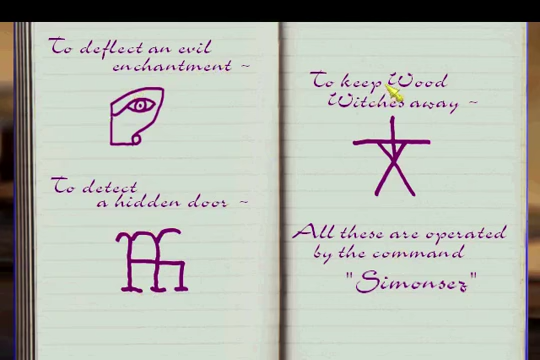 To deflect an evil
enchantment ~
To detect
a hidden door ~
To keep Wood
Witches away ~
All these are operated
by the command
"Simonsez"